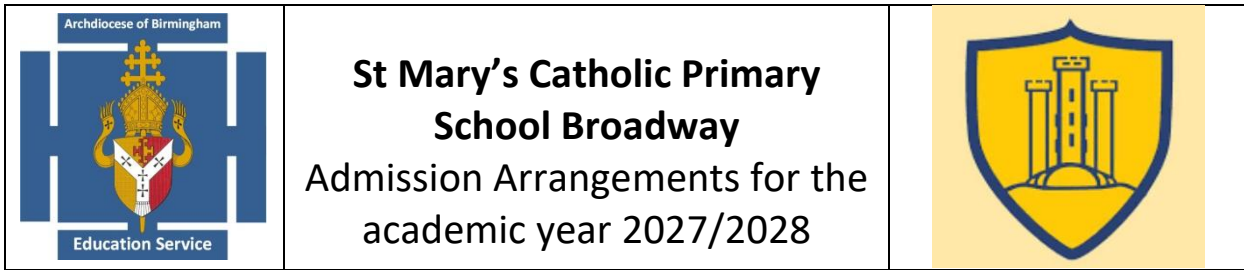 Archdiocese of Birmingham
Education Service
St Mary’s Catholic Primary
School Broadway
Admission Arrangements for the
academic year 2027/2028